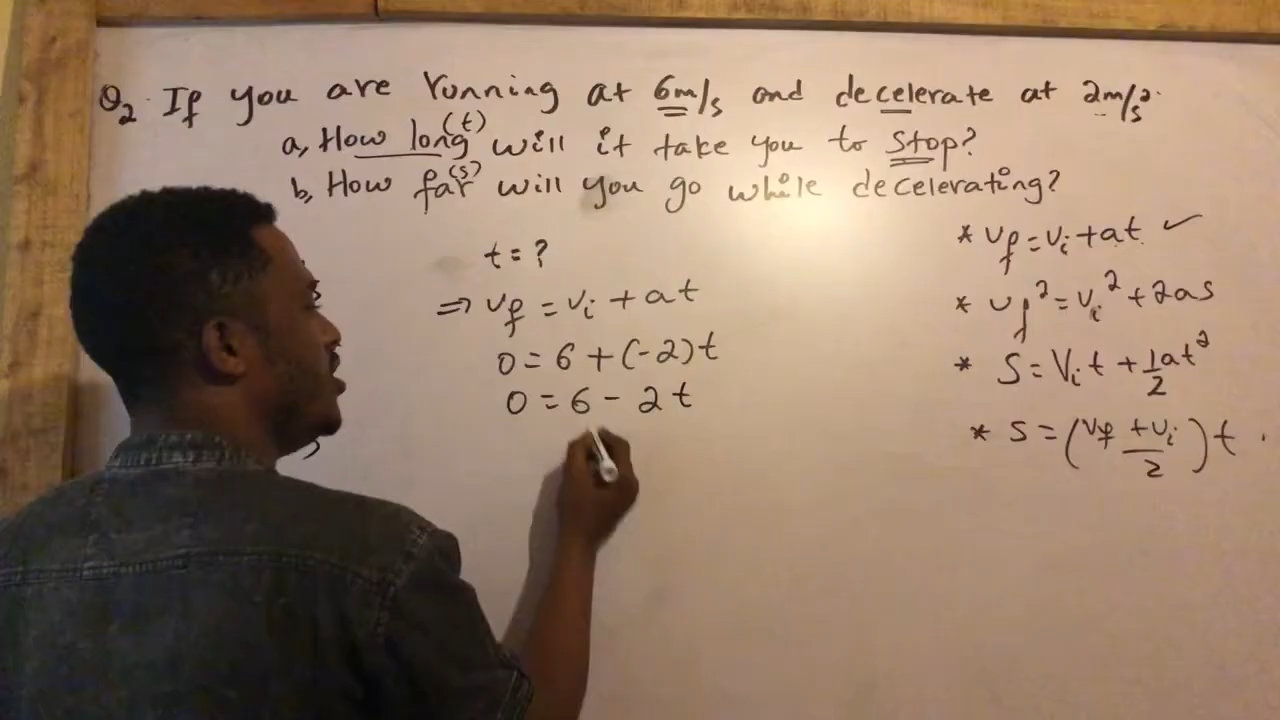 Q2. If you are running at 6m/s and decelerate at 2m/s².
a, How long (t) will it take you to stop?
b, How far (s) will you go while decelerating?
t = ?
⇒ vf = vi + at
0 = 6 + (-2)t
0 = 6 - 2t
* vf = vi + at ✓
* vf² = vi² + 2as
* S = Vit + 1/2 at²
* S = (vf + vi / 2) t